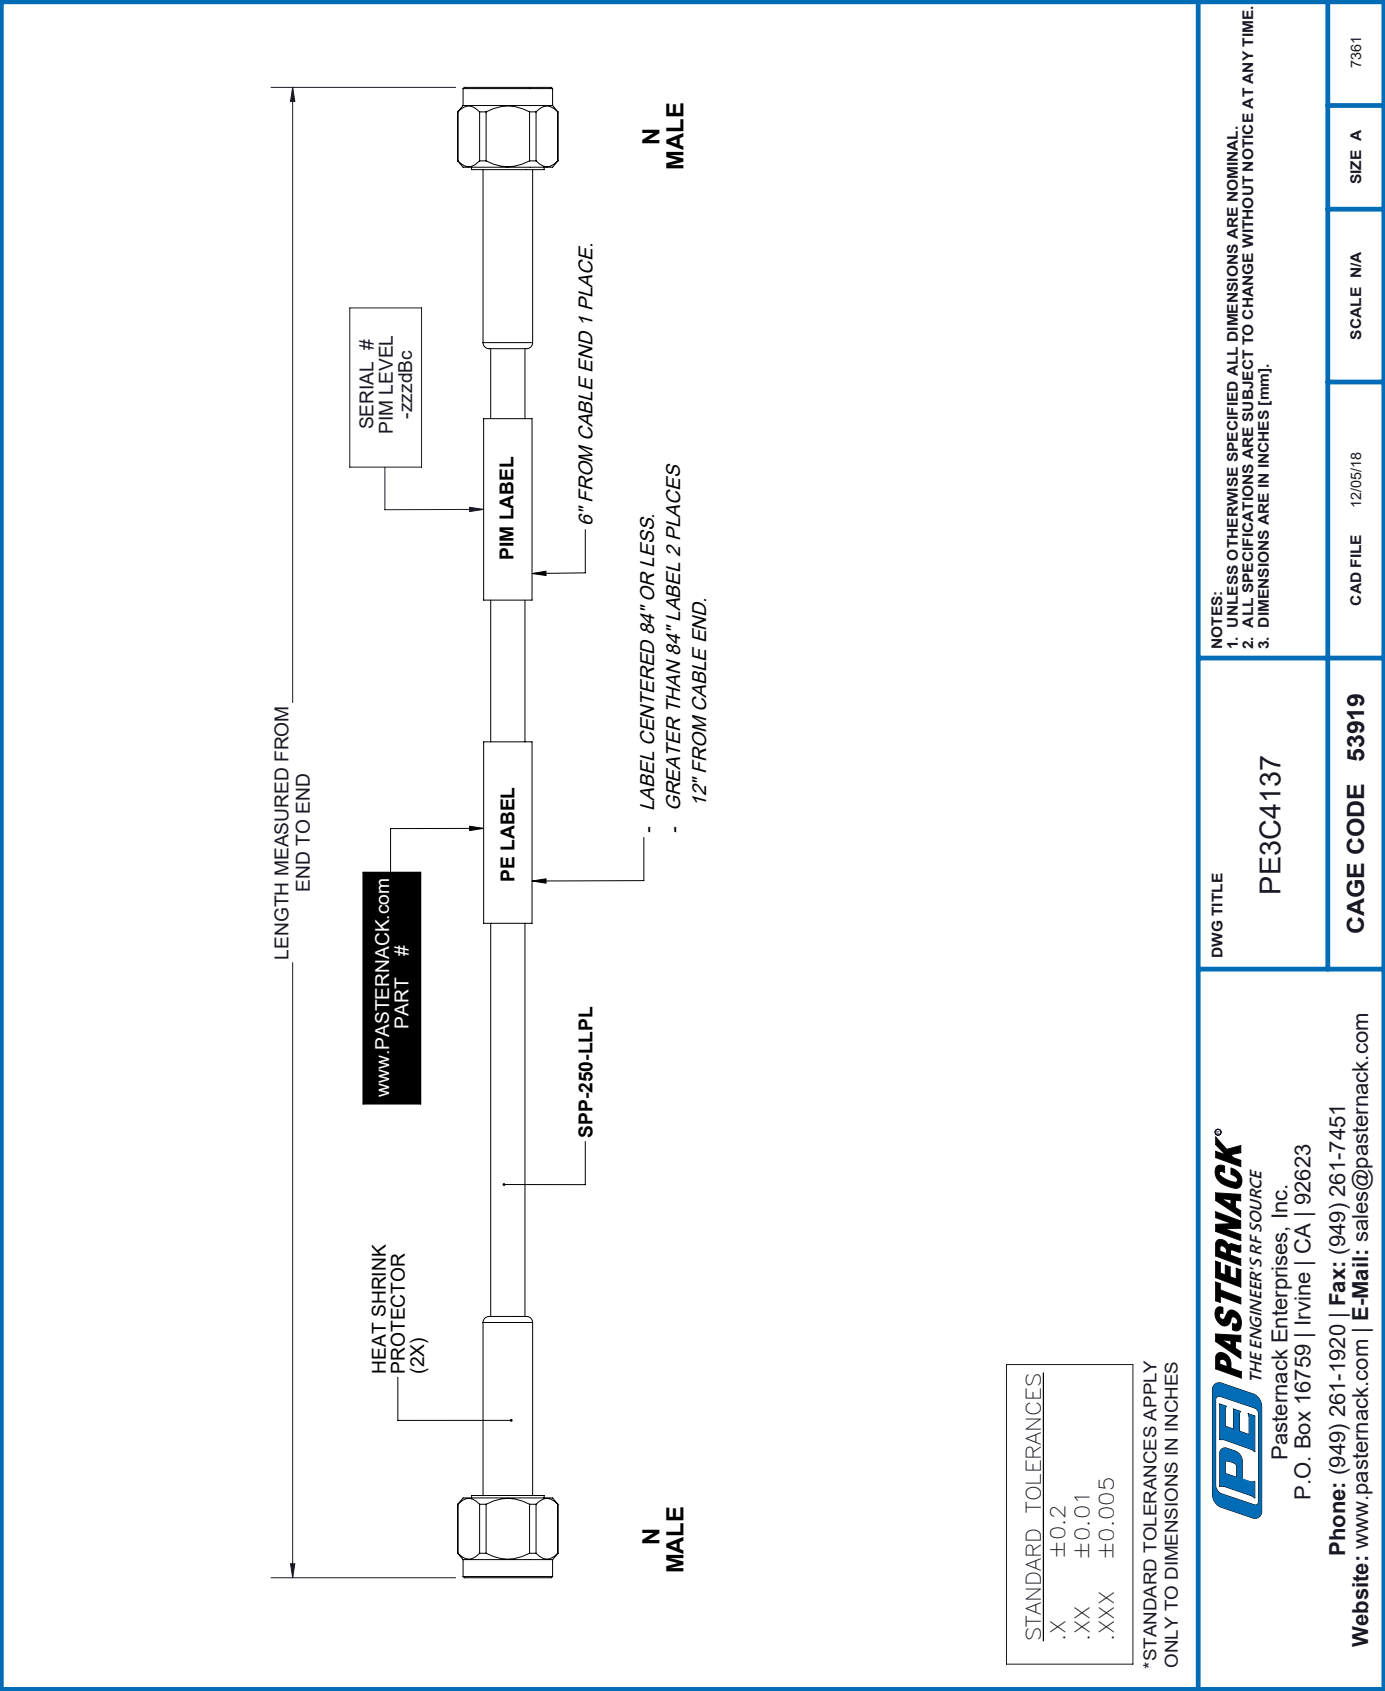 LENGTH MEASURED FROM
END TO END
HEAT SHRINK
PROTECTOR
(2X)
www.PASTERNACK.com
PART #
SERIAL #
PIM LEVEL
-zzzdBc
PE LABEL
PIM LABEL
SPP-250-LLPL
6" FROM CABLE END 1 PLACE.
- LABEL CENTERED 84" OR LESS.
- GREATER THAN 84" LABEL 2 PLACES
12" FROM CABLE END.
N
MALE
N
MALE
STANDARD TOLERANCES
.X ±0.2
.XX ±0.01
.XXX ±0.005
*STANDARD TOLERANCES APPLY
ONLY TO DIMENSIONS IN INCHES
PE PASTERNACK®
THE ENGINEER'S RF SOURCE
Pasternack Enterprises, Inc.
P.O. Box 16759 | Irvine | CA | 92623
Phone: (949) 261-1920 | Fax: (949) 261-7451
Website: www.pasternack.com | E-Mail: sales@pasternack.com
DWG TITLE
PE3C4137
CAGE CODE 53919
NOTES:
1. UNLESS OTHERWISE SPECIFIED ALL DIMENSIONS ARE NOMINAL.
2. ALL SPECIFICATIONS ARE SUBJECT TO CHANGE WITHOUT NOTICE AT ANY TIME.
3. DIMENSIONS ARE IN INCHES [mm].
CAD FILE 12/05/18
SCALE N/A
SIZE A
7361